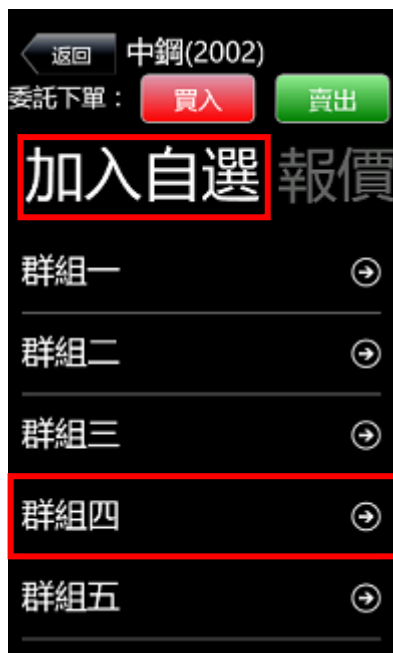 返回 中鋼(2002)
委託下單： 買入 賣出
加入自選 報價
群組一
群組二
群組三
群組四
群組五